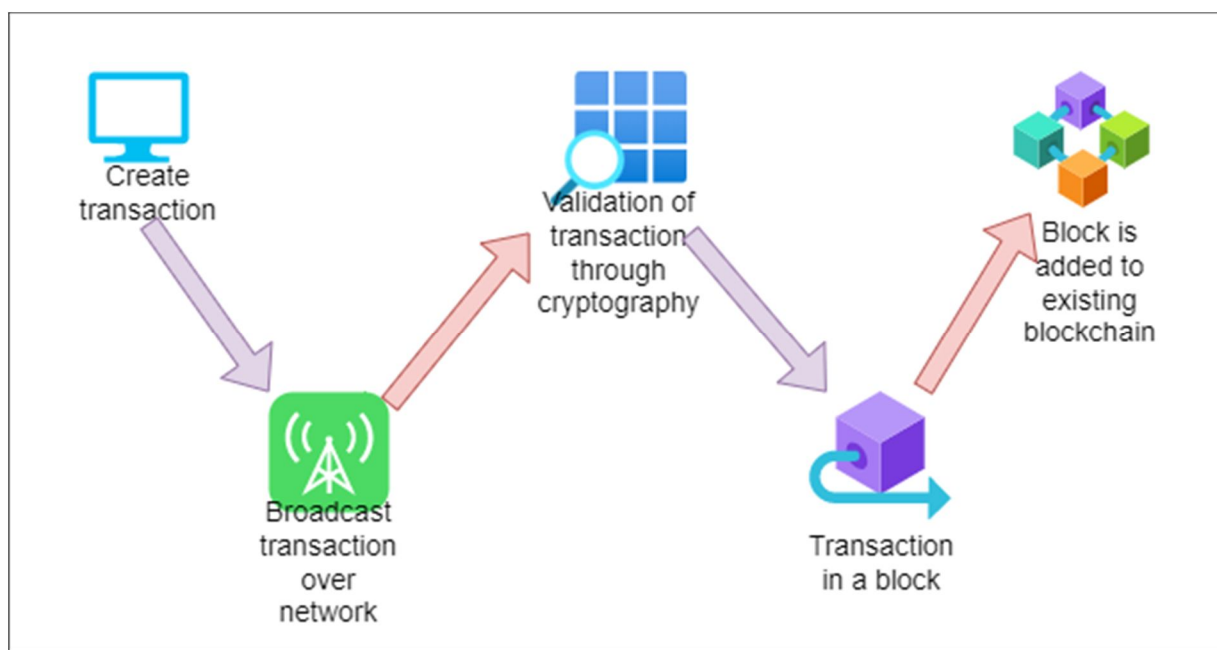 Create
transaction
Broadcast
transaction
over
network
Validation of
transaction
through
cryptography
Transaction
in a block
Block is
added to
existing
blockchain